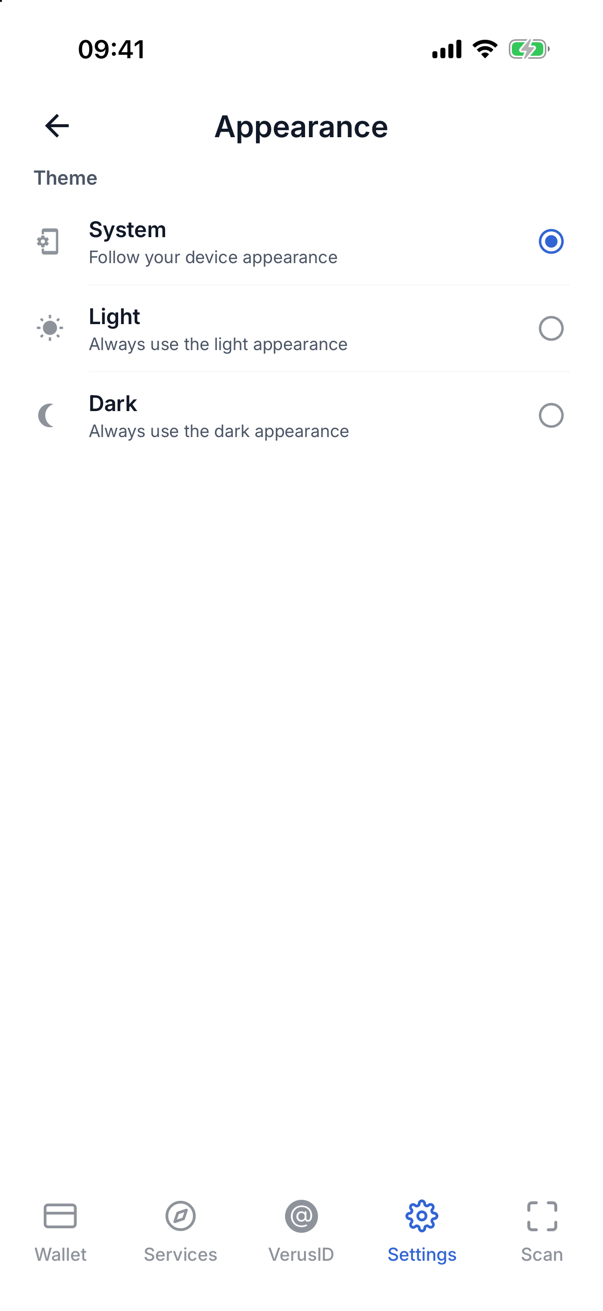 09:41
Appearance
Theme
System
Follow your device appearance
Light
Always use the light appearance
Dark
Always use the dark appearance
Wallet
Services
@
VerusID
Settings
Scan